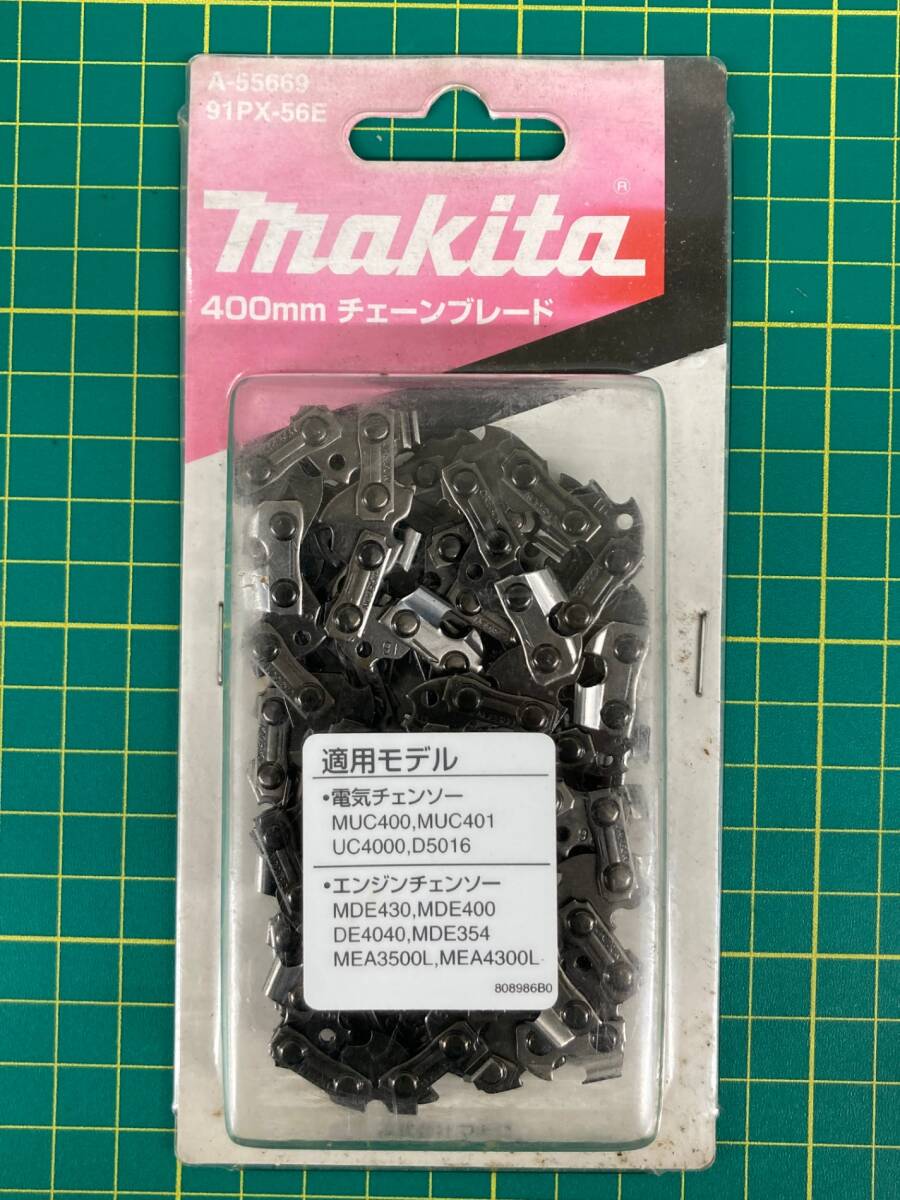 A-55669
91PX-56E
makita®
400mm チェーンブレード
適用モデル
•電気チェンソー
MUC400,MUC401
UC4000,D5016
•エンジンチェンソー
MDE430,MDE400
DE4040,MDE354
MEA3500L,MEA4300L
808986B0